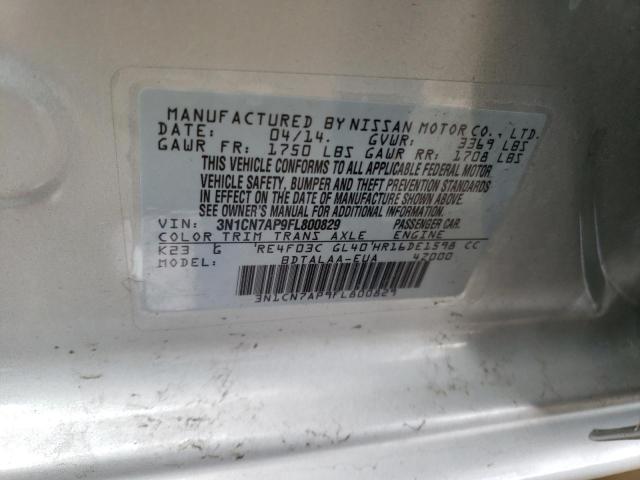 MANUFACTURED BY NISSAN MOTOR CO., LTD.
DATE: 04/14. GVWR: 3369 LBS
GAWR FR: 1750 LBS GAWR RR: 1708 LBS
THIS VEHICLE CONFORMS TO ALL APPLICABLE FEDERAL MOTOR
VEHICLE SAFETY, BUMPER AND THEFT PREVENTION STANDARDS
IN EFFECT ON THE DATE OF MANUFACTURE SHOWN ABOVE.
SEE OWNER'S MANUAL FOR ADDITIONAL INFORMATION.
VIN: 3N1CN7AP9FL800829 PASSENGER CAR.
COLOR TRIM TRANS AXLE ENGINE
K23 G RE4F03C GL40 HR16DE1598 CC
MODEL: BDTALAA-EUA 47000
3N1CN7AP9FL800829